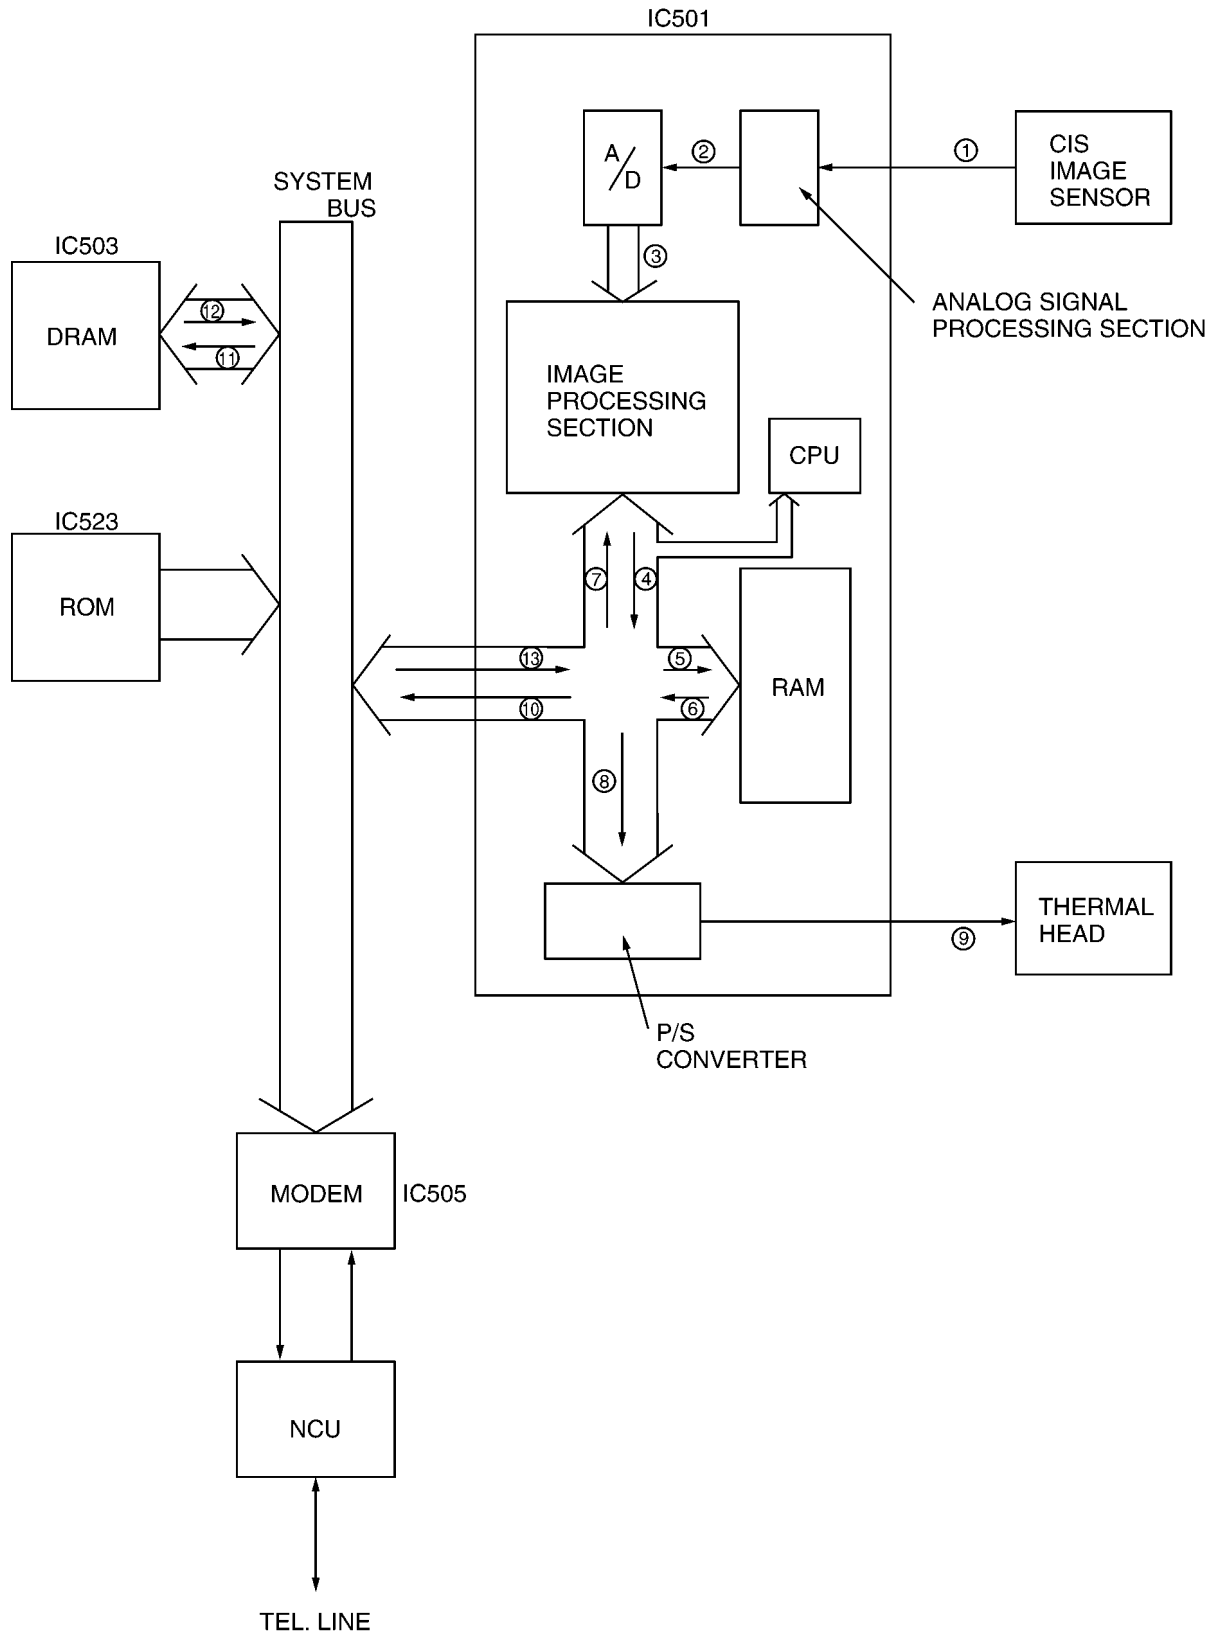 IC501
A/D
②
①
CIS
IMAGE
SENSOR
SYSTEM
BUS
IC503
DRAM
⑫
⑪
③
ANALOG SIGNAL
PROCESSING SECTION
IMAGE
PROCESSING
SECTION
CPU
IC523
ROM
⑦
④
⑬
⑩
⑤
⑥
RAM
⑧
THERMAL
HEAD
⑨
P/S
CONVERTER
MODEM
IC505
NCU
TEL. LINE